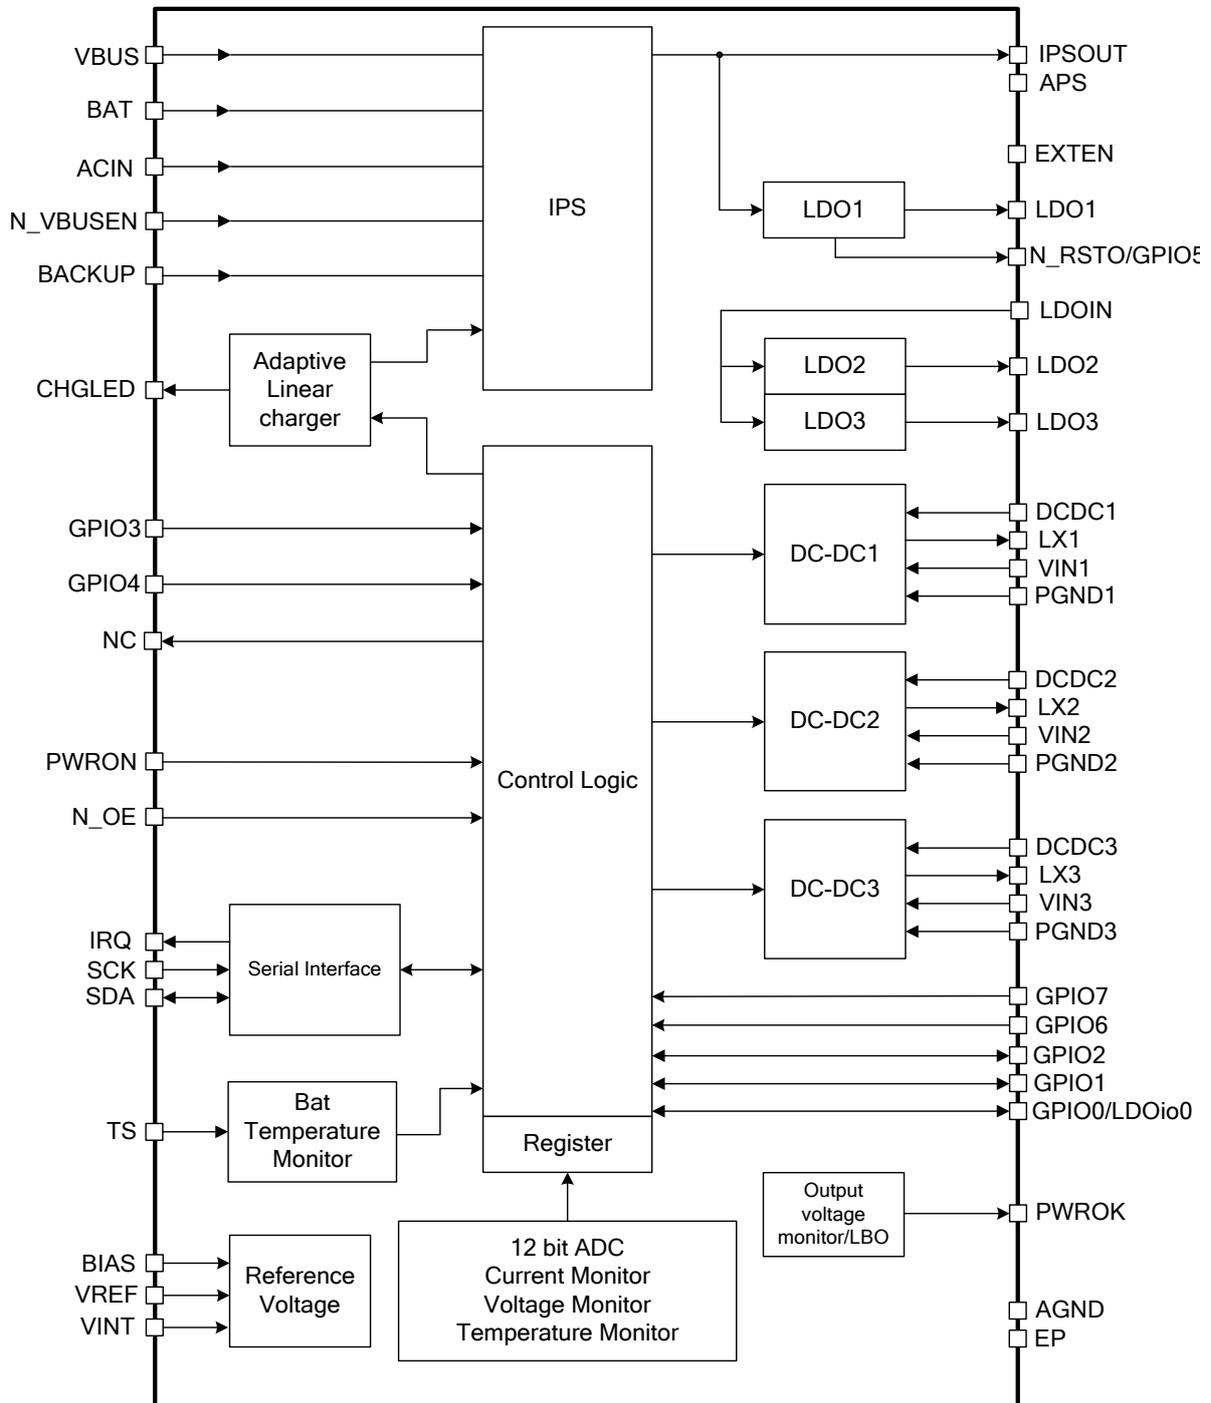 VBUS
BAT
ACIN
N_VBUSEN
BACKUP
CHGLED
GPIO3
GPIO4
NC
PWRON
N_OE
IRQ
SCK
SDA
TS
BIAS
VREF
VINT
IPS
Adaptive
Linear
charger
Control Logic
Serial Interface
Bat
Temperature
Monitor
Register
Reference
Voltage
12 bit ADC
Current Monitor
Voltage Monitor
Temperature Monitor
LDO1
LDO2
LDO3
DC-DC1
DC-DC2
DC-DC3
Output
voltage
monitor/LBO
IPSOUT
APS
EXTEN
LDO1
N_RSTO/GPIO5
LDOIN
LDO2
LDO3
DCDC1
LX1
VIN1
PGND1
DCDC2
LX2
VIN2
PGND2
DCDC3
LX3
VIN3
PGND3
GPIO7
GPIO6
GPIO2
GPIO1
GPIO0/LDOio0
PWROK
AGND
EP